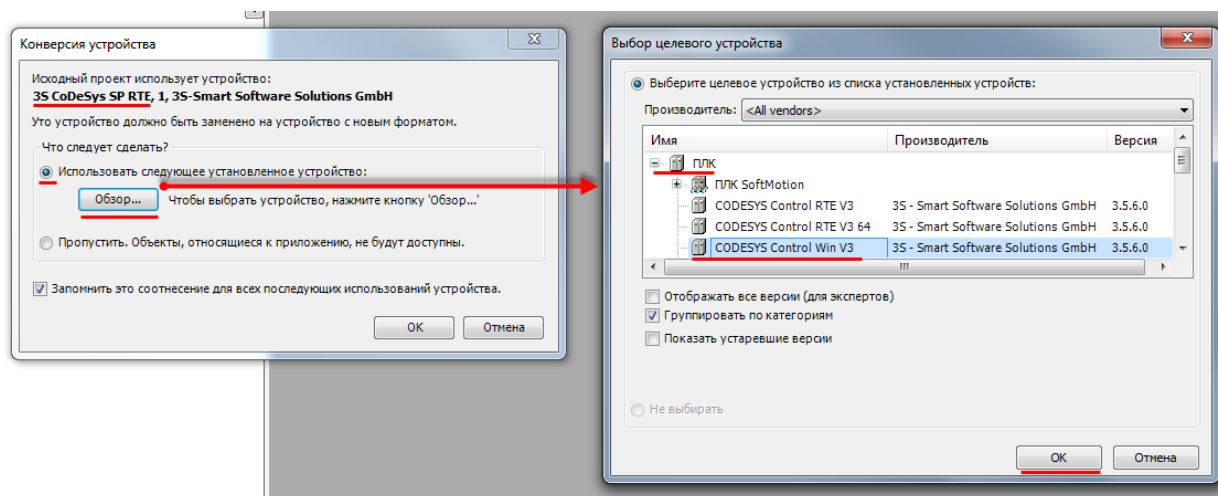 Конверсия устройства
Исходный проект использует устройство:
3S CoDeSys SP RTE, 1, 3S-Smart Software Solutions GmbH
Уто устройство должно быть заменено на устройство с новым форматом.
Что следует сделать?
Использовать следующее установленное устройство:
Обзор...
Чтобы выбрать устройство, нажмите кнопку 'Обзор...'
Пропустить. Объекты, относящиеся к приложению, не будут доступны.
Запомнить это соотнесение для всех последующих использований устройства.
OK
Отмена
Выбор целевого устройства
Выберите целевое устройство из списка установленных устройств:
Производитель: <All vendors>
Имя Производитель Версия
ПЛК
ПЛК SoftMotion
CODESYS Control RTE V3 3S - Smart Software Solutions GmbH 3.5.6.0
CODESYS Control RTE V3 64 3S - Smart Software Solutions GmbH 3.5.6.0
CODESYS Control Win V3 3S - Smart Software Solutions GmbH 3.5.6.0
Отображать все версии (для экспертов)
Группировать по категориям
Показать устаревшие версии
Не выбирать
OK
Отмена